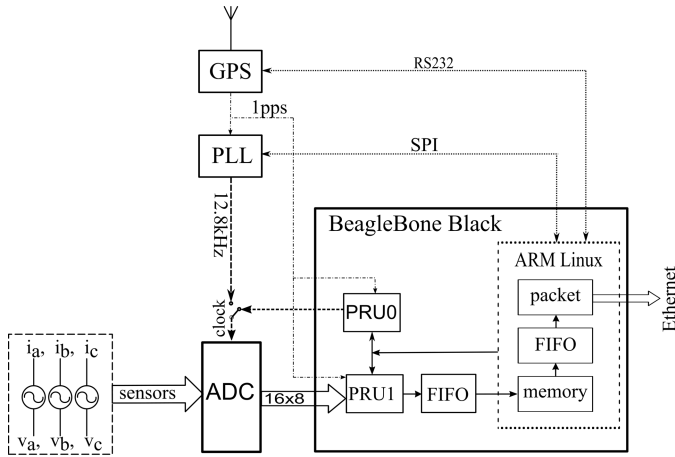 GPS
RS232
1pps
PLL
SPI
12.8kHz
BeagleBone Black
ARM Linux
packet
Ethernet
clock
PRU0
FIFO
ia, ib, ic
sensors
ADC
16x8
PRU1
FIFO
memory
va, vb, vc